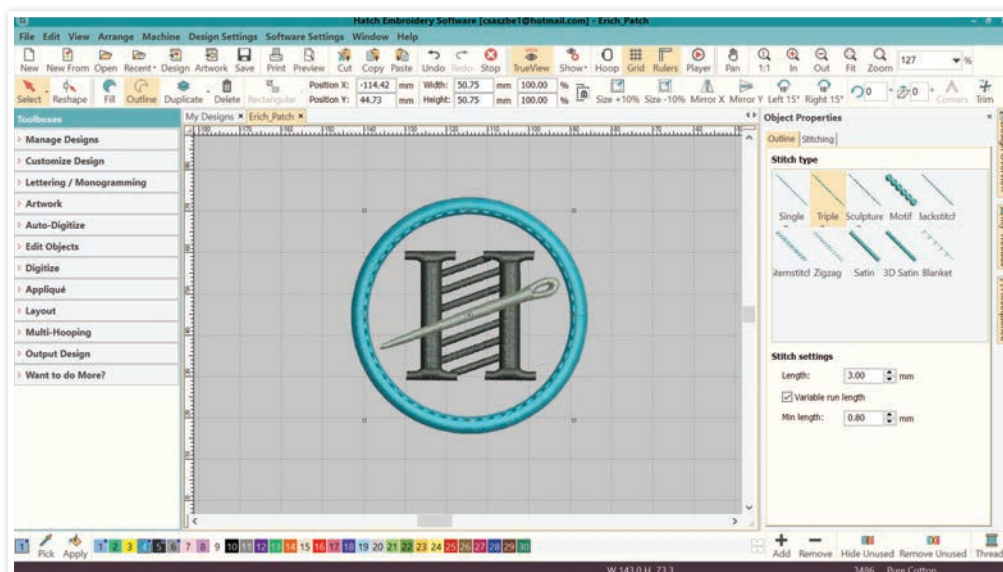 Hatch Embroidery Software [csaszbe1@hotmail.com] - Erich_Patch
File Edit View Arrange Machine Design Settings Software Settings Window Help
New New From Open Recent Design Artwork Save Print Preview Cut Copy Paste Undo Redo Stop TrueView Show Hoop Grid Rulers Player Pan 1:1 In Out Fit Zoom 127 %
Select Reshape Fill Outline Duplicate Delete Rectangular Position X: -114.42 mm Width: 50.75 mm 100.00 % Size +10% Size -10% Mirror X Mirror Y Left 15° Right 15° 0 ° 0 ° Corners Trim
Position Y: 44.73 mm Height: 50.75 mm 100.00 %
Toolboxes
My Designs × Erich_Patch ×
Object Properties
Manage Designs
Customize Design
Lettering / Monogramming
Artwork
Auto-Digitize
Edit Objects
Digitize
Appliqué
Layout
Multi-Hooping
Output Design
Want to do More?
Outline Stitching
Stitch type
Single Triple Sculpture Motif Backstitch
Stemstitch Zigzag Satin 3D Satin Blanket
Stitch settings
Length: 3.00 mm
Variable run length
Min length: 0.80 mm
1 Pick Apply 1 2 3 4 5 6 7 8 9 10 11 12 13 14 15 16 17 18 19 20 21 22 23 24 25 26 27 28 29 30 Add Remove Hide Unused Remove Unused Thread
W 143.0 H 73.3 3486 Pure Cotton